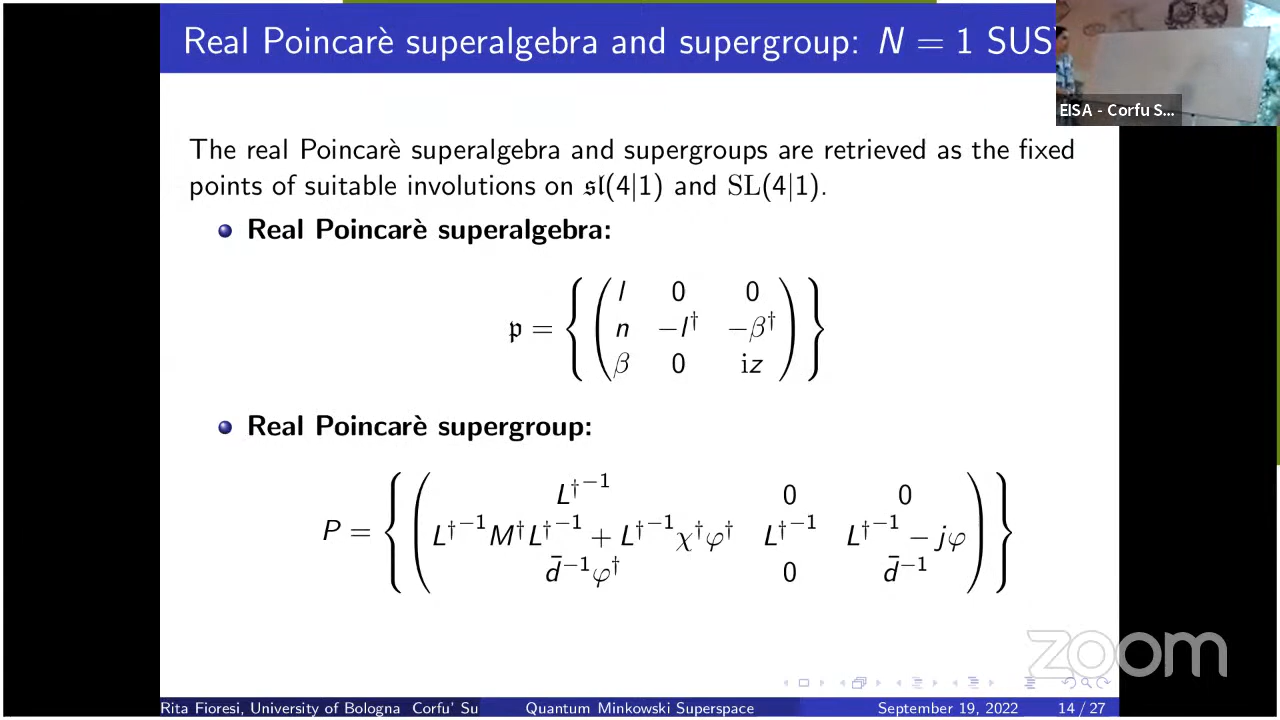 Real Poincarè superalgebra and supergroup: N = 1 SUS
EISA - Corfu S...
The real Poincarè superalgebra and supergroups are retrieved as the fixed
points of suitable involutions on 𝔰𝔩(4|1) and SL(4|1).
Real Poincarè superalgebra:
𝔭 = { ( l 0 0
n −l† −β†
β 0 iz ) }
Real Poincarè supergroup:
P = { ( L†⁻¹ 0 0
L†⁻¹M†L†⁻¹ + L†⁻¹χ†φ† L†⁻¹ L†⁻¹ − jφ
d̄⁻¹φ† 0 d̄⁻¹ ) }
zoom
Rita Fioresi, University of Bologna Corfu' Su Quantum Minkowski Superspace September 19, 2022 14 / 27